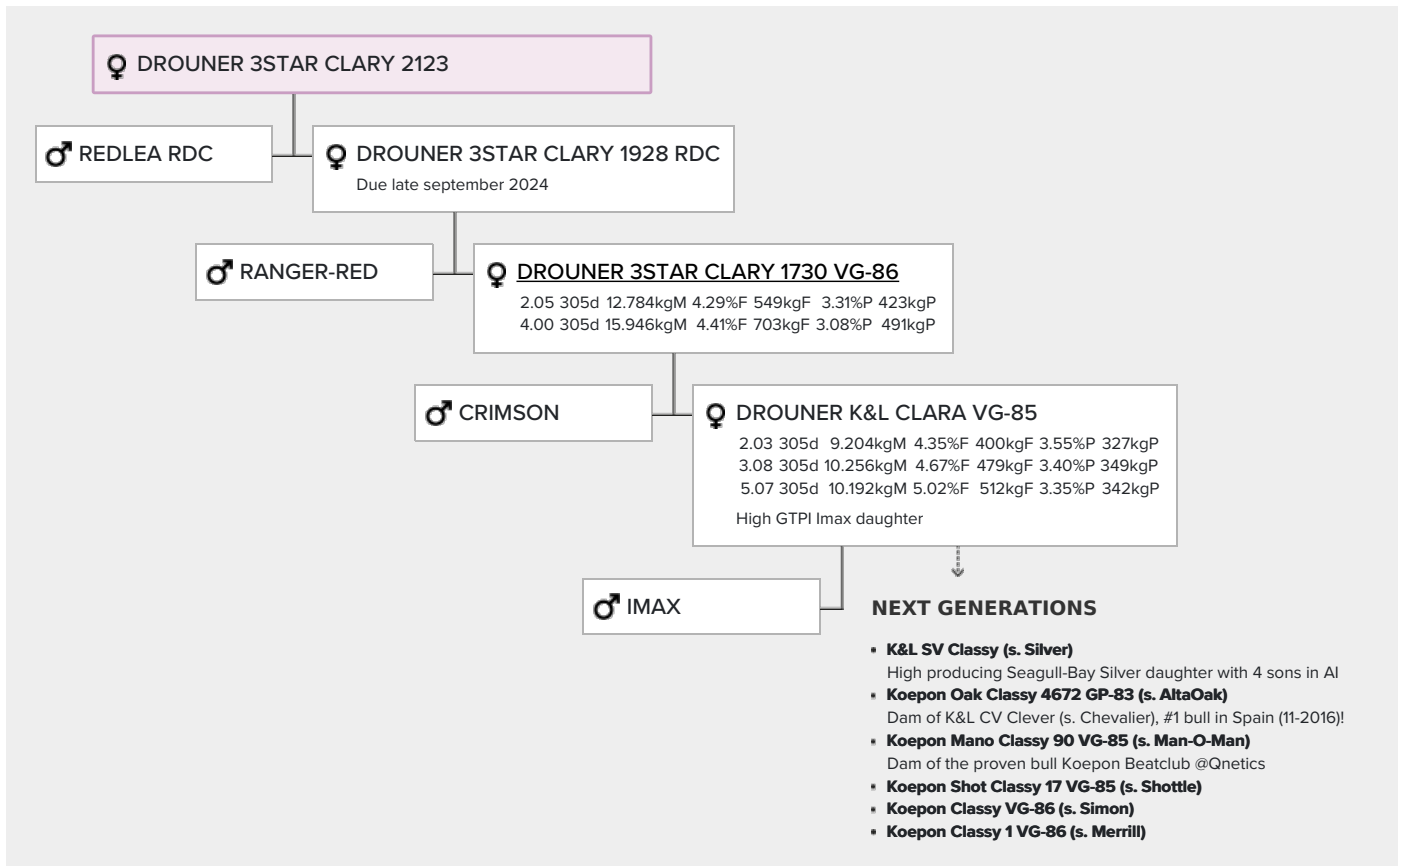 DROUNER 3STAR CLARY 2123
REDLEA RDC
DROUNER 3STAR CLARY 1928 RDC
Due late september 2024
RANGER-RED
DROUNER 3STAR CLARY 1730 VG-86
2.05 305d 12.784kgM 4.29%F 549kgF 3.31%P 423kgP
4.00 305d 15.946kgM 4.41%F 703kgF 3.08%P 491kgP
CRIMSON
DROUNER K&L CLARA VG-85
2.03 305d 9.204kgM 4.35%F 400kgF 3.55%P 327kgP
3.08 305d 10.256kgM 4.67%F 479kgF 3.40%P 349kgP
5.07 305d 10.192kgM 5.02%F 512kgF 3.35%P 342kgP
High GTPI Imax daughter
IMAX
NEXT GENERATIONS
• K&L SV Classy (s. Silver)
High producing Seagull-Bay Silver daughter with 4 sons in AI
• Koepon Oak Classy 4672 GP-83 (s. AltaOak)
Dam of K&L CV Clever (s. Chevalier), #1 bull in Spain (11-2016)!
• Koepon Mano Classy 90 VG-85 (s. Man-O-Man)
Dam of the proven bull Koepon Beatclub @Qnetics
• Koepon Shot Classy 17 VG-85 (s. Shottle)
• Koepon Classy VG-86 (s. Simon)
• Koepon Classy 1 VG-86 (s. Merrill)